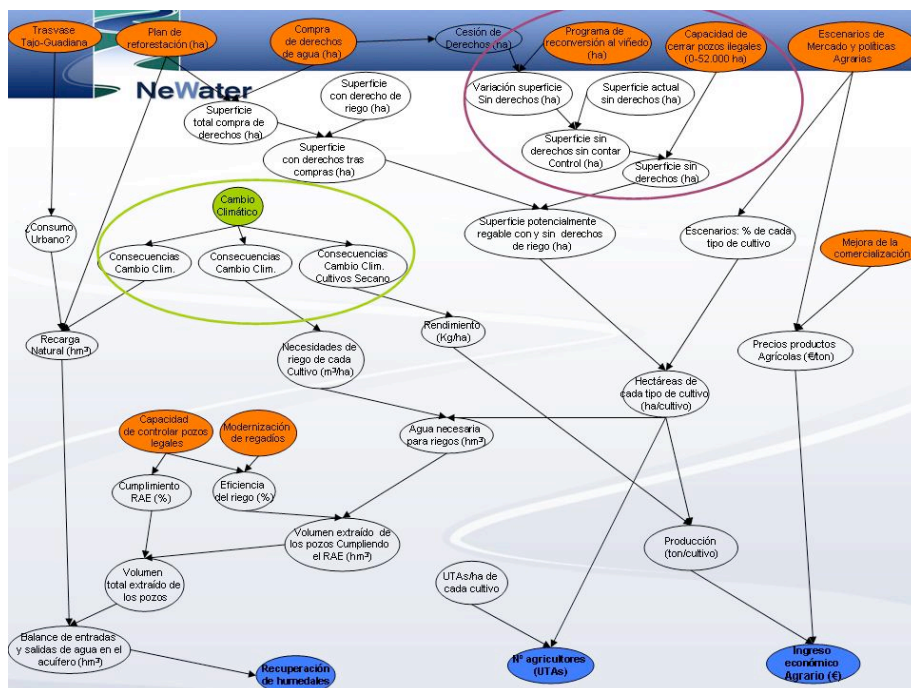 Trasvase
Tajo-Guadiana
Plan de
reforestación (ha)
Compra
de derechos
de agua (ha)
Cesión de
Derechos (ha)
Programa de
reconversión al viñedo
(ha)
Capacidad de
cerrar pozos ilegales
(0-52.000 ha)
Escenarios de
Mercado y políticas
Agrarias
NeWater
Superficie
total compra de
derechos (ha)
Superficie
con derecho de
riego (ha)
Variación superficie
Sin derechos (ha)
Superficie actual
sin derechos (ha)
Superficie
con derechos tras
compras (ha)
Superficie sin
derechos sin contar
Control (ha)
Superficie sin
derechos (ha)
Cambio
Climático
¿Consumo
Urbano?
Consecuencias
Cambio Clim.
Consecuencias
Cambio Clim.
Consecuencias
Cambio Clim.
Cultivos Secano
Superficie potencialmente
regable con y sin derechos
de riego (ha)
Escenarios: % de cada
tipo de cultivo
Mejora de la
comercialización
Recarga
Natural (hm³)
Necesidades de
riego de cada
Cultivo (m³/ha)
Rendimiento
(Kg/ha)
Precios productos
Agrícolas (€/ton)
Hectáreas de
cada tipo de cultivo
(ha/cultivo)
Capacidad
de controlar pozos
legales
Modernización
de regadíos
Agua necesaria
para riegos (hm³)
Cumplimiento
RAE (%)
Eficiencia
del riego (%)
Volumen extraído de
los pozos Cumpliendo
el RAE (hm³)
Producción
(ton/cultivo)
Volumen
total extraído de
los pozos
UTAs/ha de
cada cultivo
Balance de entradas
y salidas de agua en el
acuífero (hm³)
Recuperación
de humedales
Nº agricultores
(UTAs)
Ingreso
económico
Agrario (€)